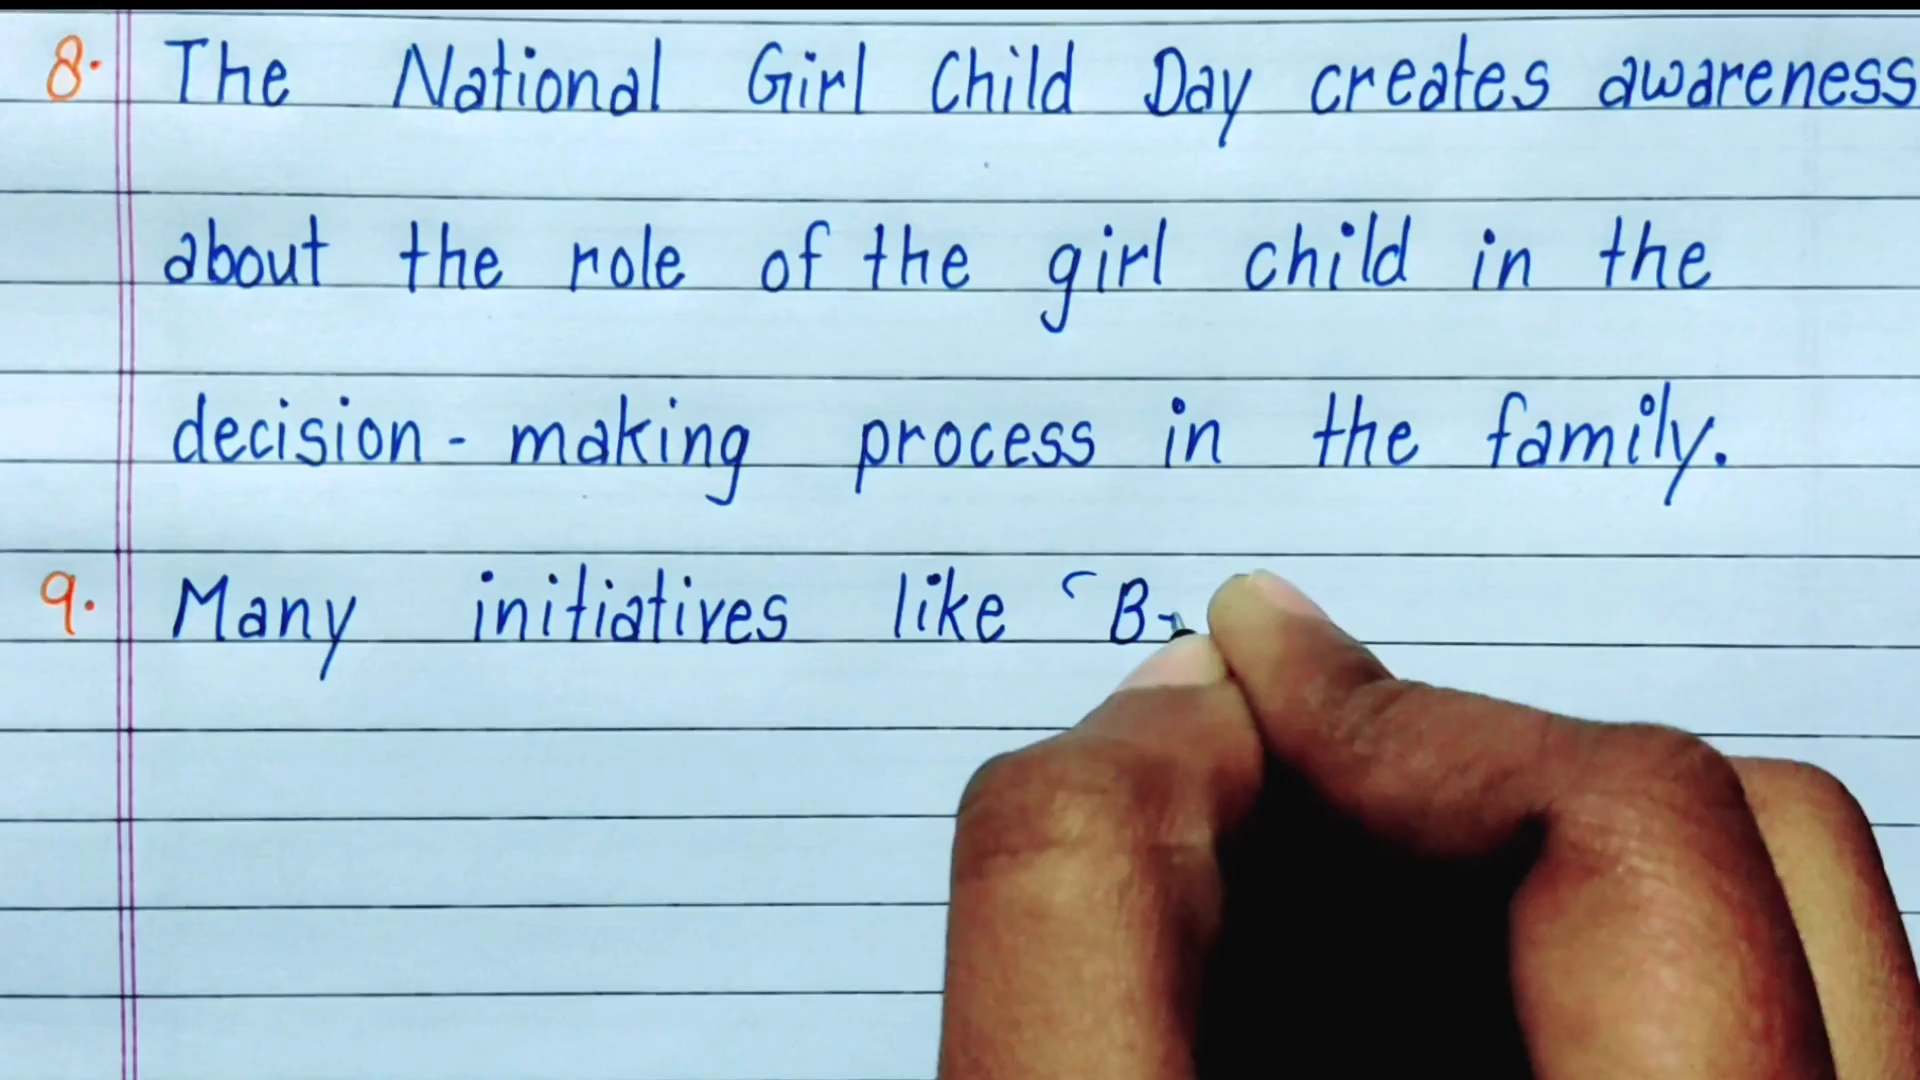 8. The National Girl Child Day creates awareness
about the role of the girl child in the
decision - making process in the family.
9. Many initiatives like 'B